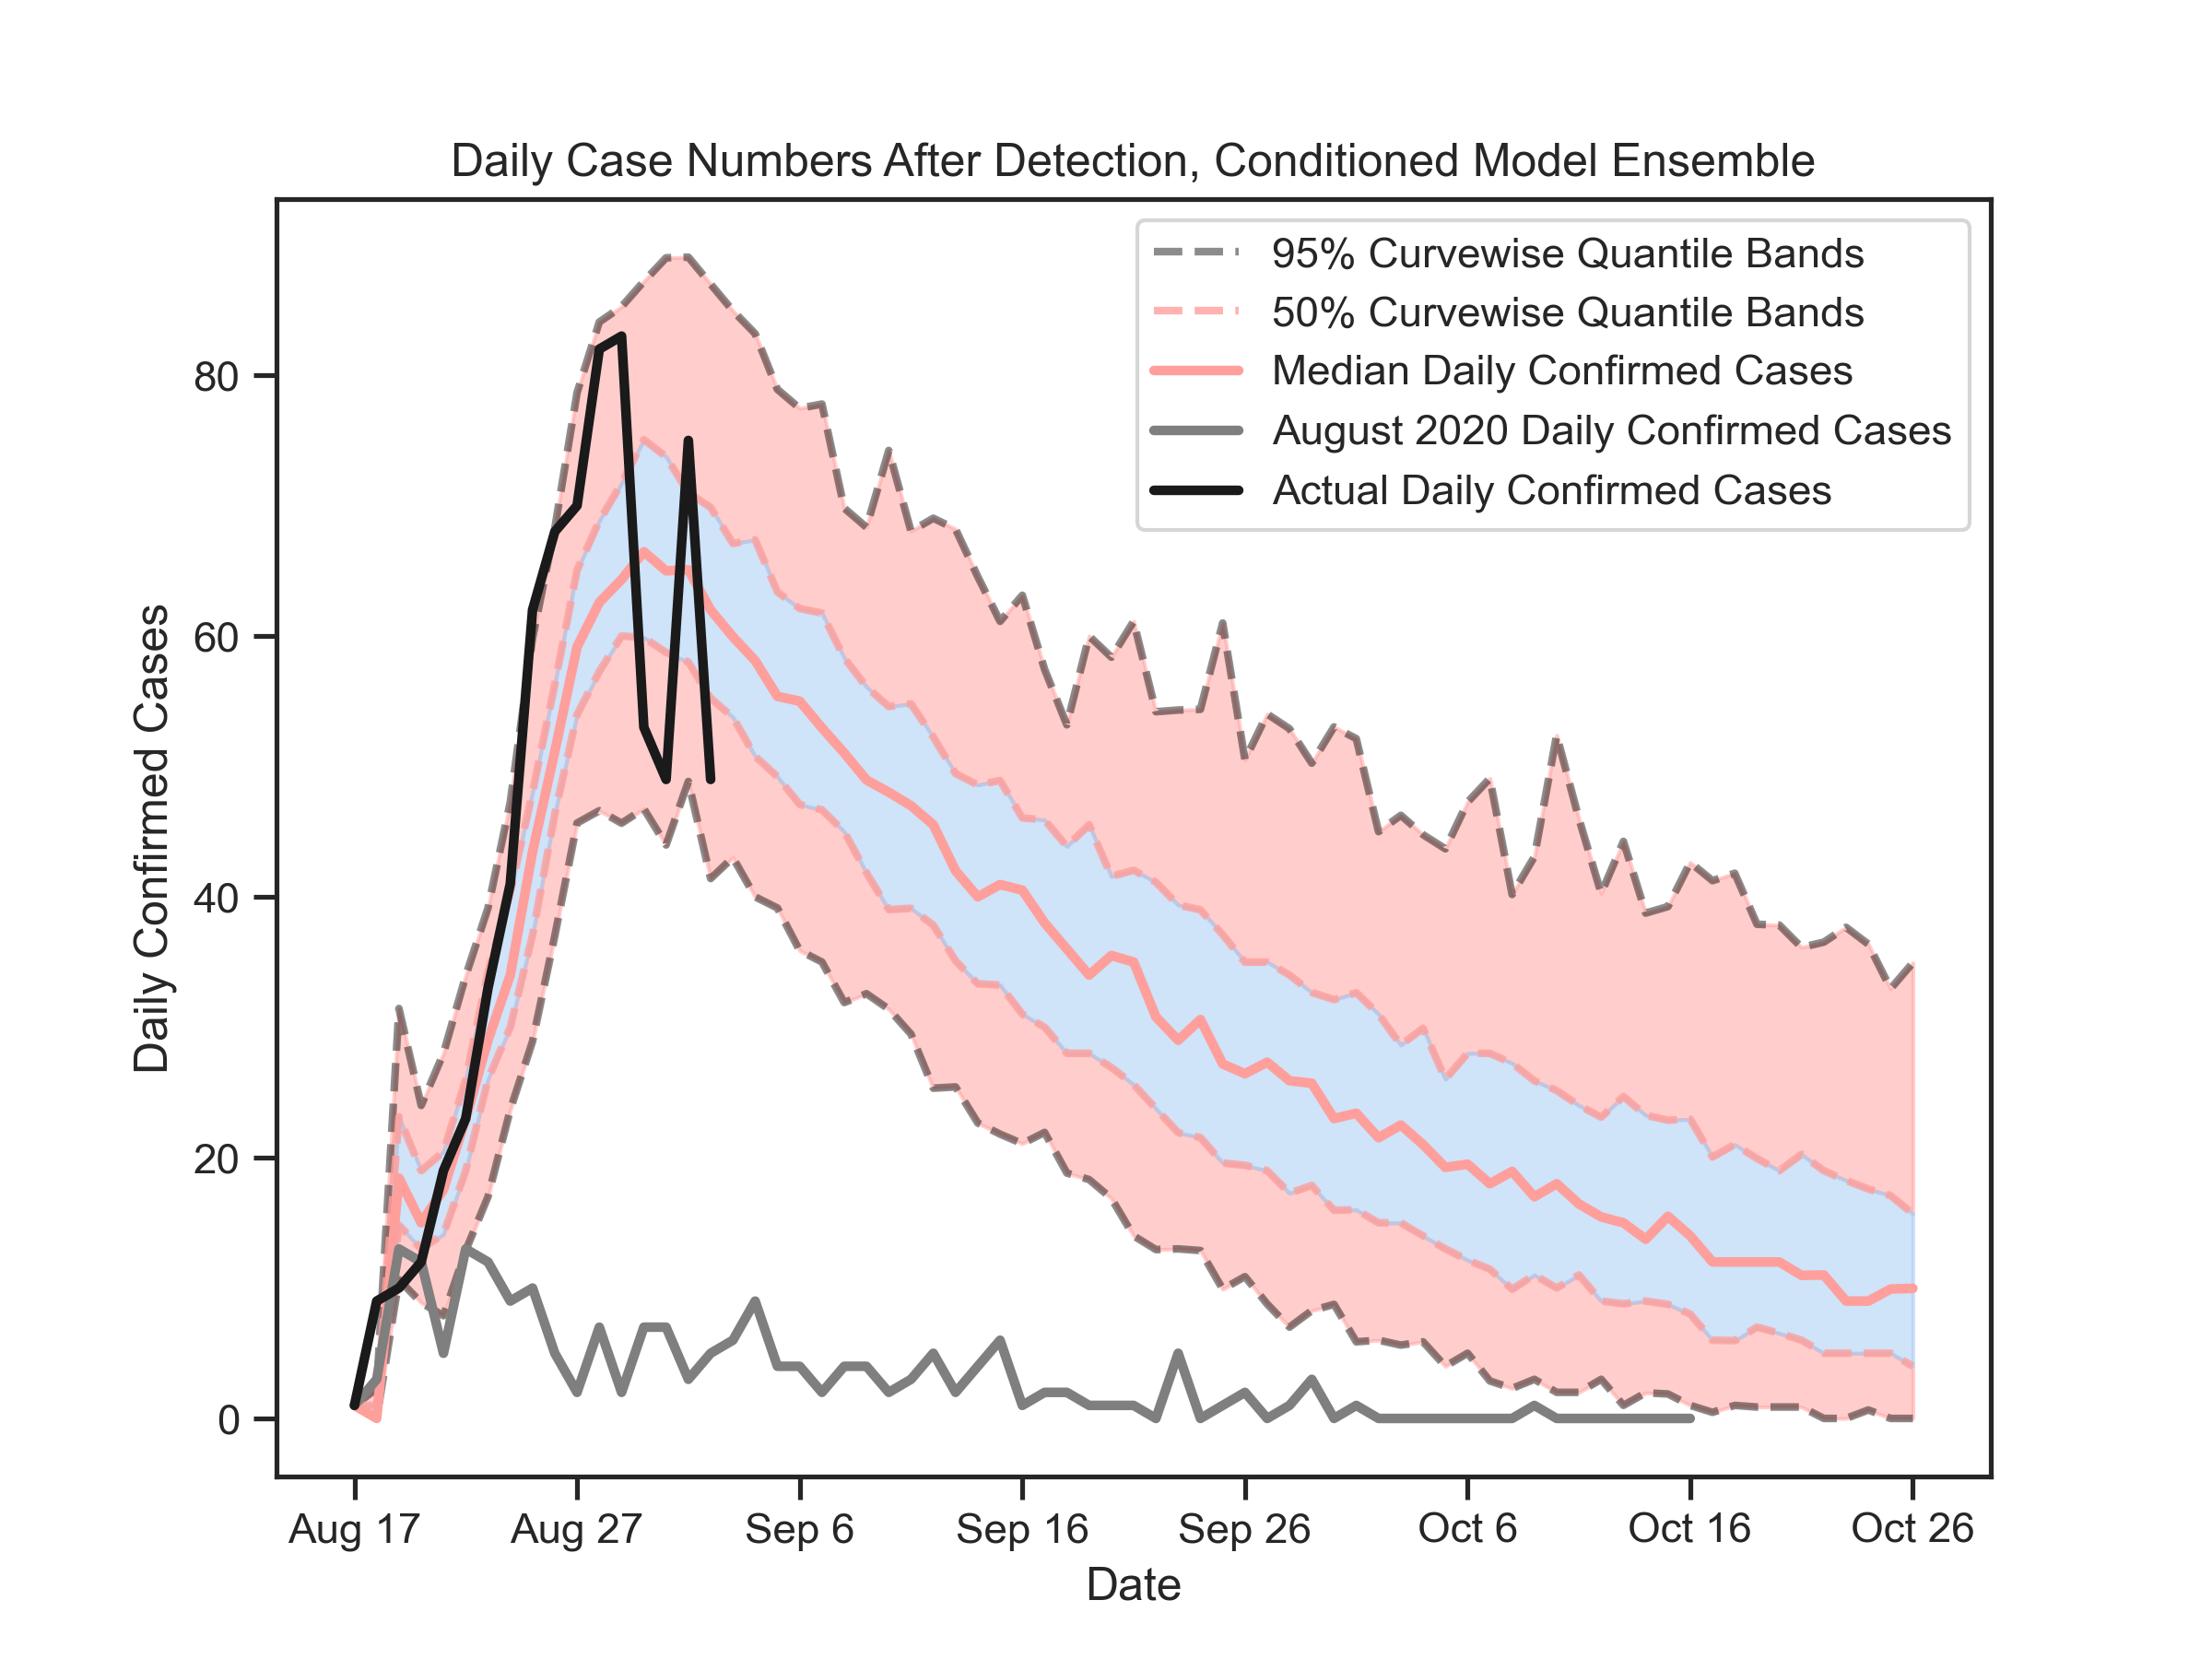 Daily Case Numbers After Detection, Conditioned Model Ensemble
95% Curvewise Quantile Bands
50% Curvewise Quantile Bands
Median Daily Confirmed Cases
August 2020 Daily Confirmed Cases
Actual Daily Confirmed Cases
Daily Confirmed Cases
80
60
40
20
0
Aug 17 Aug 27 Sep 6 Sep 16 Sep 26 Oct 6 Oct 16 Oct 26
Date